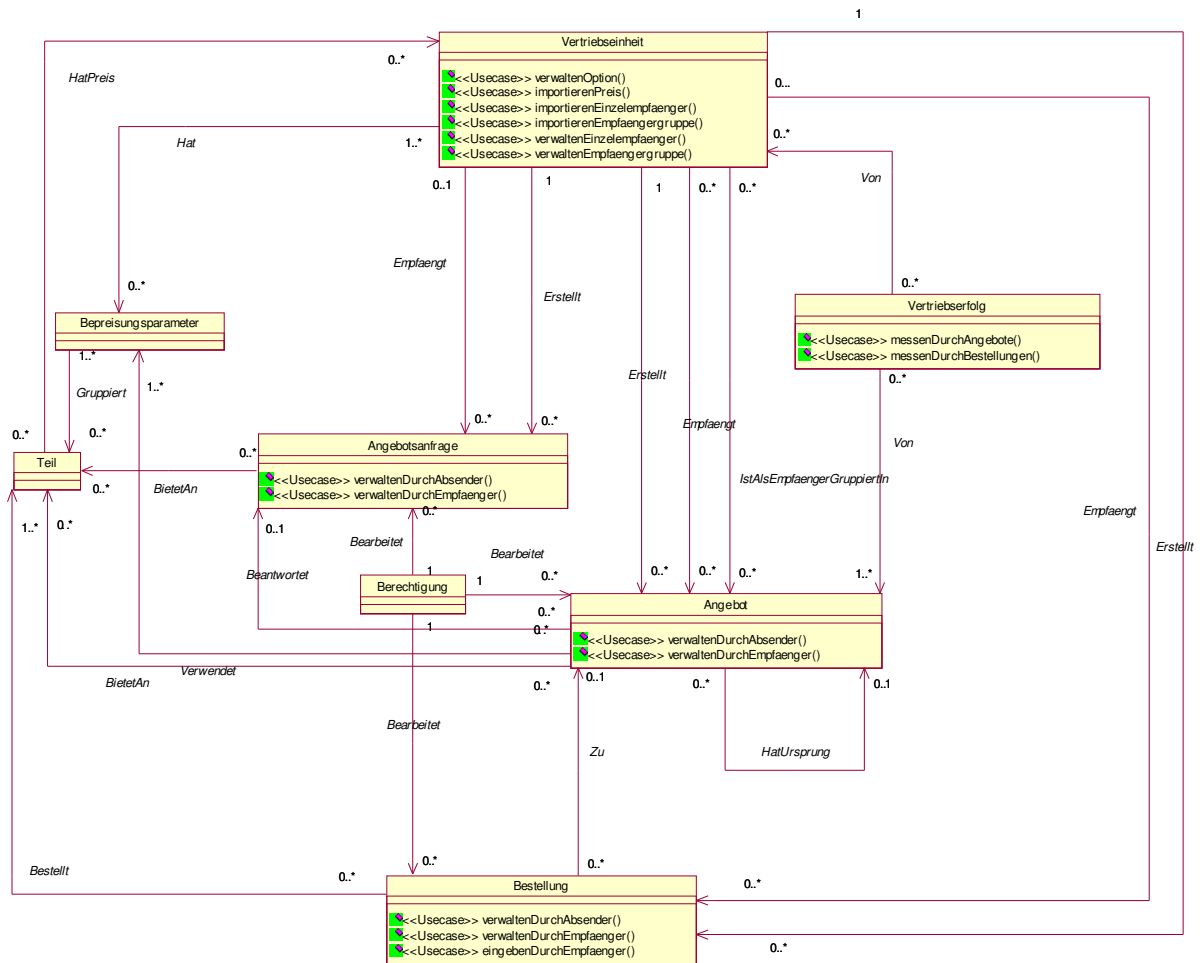 1
Vertriebseinheit
0..*
HatPreis
<<Usecase>> verwaltenOption()
<<Usecase>> importierenPreis()
<<Usecase>> importierenEinzelempfaenger()
<<Usecase>> importierenEmpfaengergruppe()
<<Usecase>> verwaltenEinzelempfaenger()
<<Usecase>> verwaltenEmpfaengergruppe()
0...
0..*
Hat
1..*
Von
0..1
1
1
0..*
0..*
Empfaengt
Erstellt
0..*
0..*
Vertriebserfolg
<<Usecase>> messenDurchAngebote()
<<Usecase>> messenDurchBestellungen()
Bepreisungsparameter
1..*
1..*
Gruppiert
Erstellt
0..*
Empfaengt
0..*
0..*
0..*
0..*
Von
Teil
0..*
Angebotsanfrage
<<Usecase>> verwaltenDurchAbsender()
<<Usecase>> verwaltenDurchEmpfaenger()
BietetAn
0..*
IstAlsEmpfaengerGruppiertIn
1..*
0..*
0..1
0..*
Empfaengt
Bearbeitet
Bearbeitet
Erstellt
Beantwortet
1
1
0..*
0..*
0..*
0..*
1..*
Berechtigung
Angebot
0..*
1
0..*
<<Usecase>> verwaltenDurchAbsender()
<<Usecase>> verwaltenDurchEmpfaenger()
Verwendet
BietetAn
0..*
0..1
0..*
0..1
Bearbeitet
Zu
HatUrsprung
Bestellt
0..*
0..*
0..*
0..*
Bestellung
<<Usecase>> verwaltenDurchAbsender()
<<Usecase>> verwaltenDurchEmpfaenger()
<<Usecase>> eingebenDurchEmpfaenger()
0..*